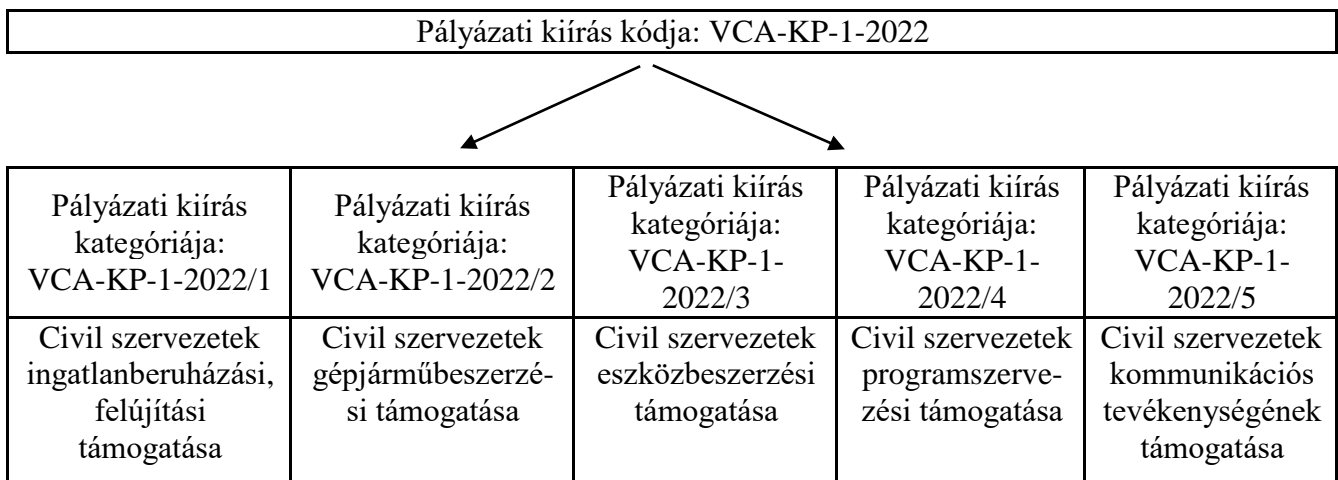 Pályázati kiírás kódja: VCA-KP-1-2022
Pályázati kiírás
kategóriája:
VCA-KP-1-2022/1
Pályázati kiírás
kategóriája:
VCA-KP-1-2022/2
Pályázati kiírás
kategóriája:
VCA-KP-1-
2022/3
Pályázati kiírás
kategóriája:
VCA-KP-1-
2022/4
Pályázati kiírás
kategóriája:
VCA-KP-1-
2022/5
Civil szervezetek
ingatlanberuházási,
felújítási
támogatása
Civil szervezetek
gépjárműbeszerzé-
si támogatása
Civil szervezetek
eszközbeszerzési
támogatása
Civil szervezetek
programszerve-
zési támogatása
Civil szervezetek
kommunikációs
tevékenységének
támogatása